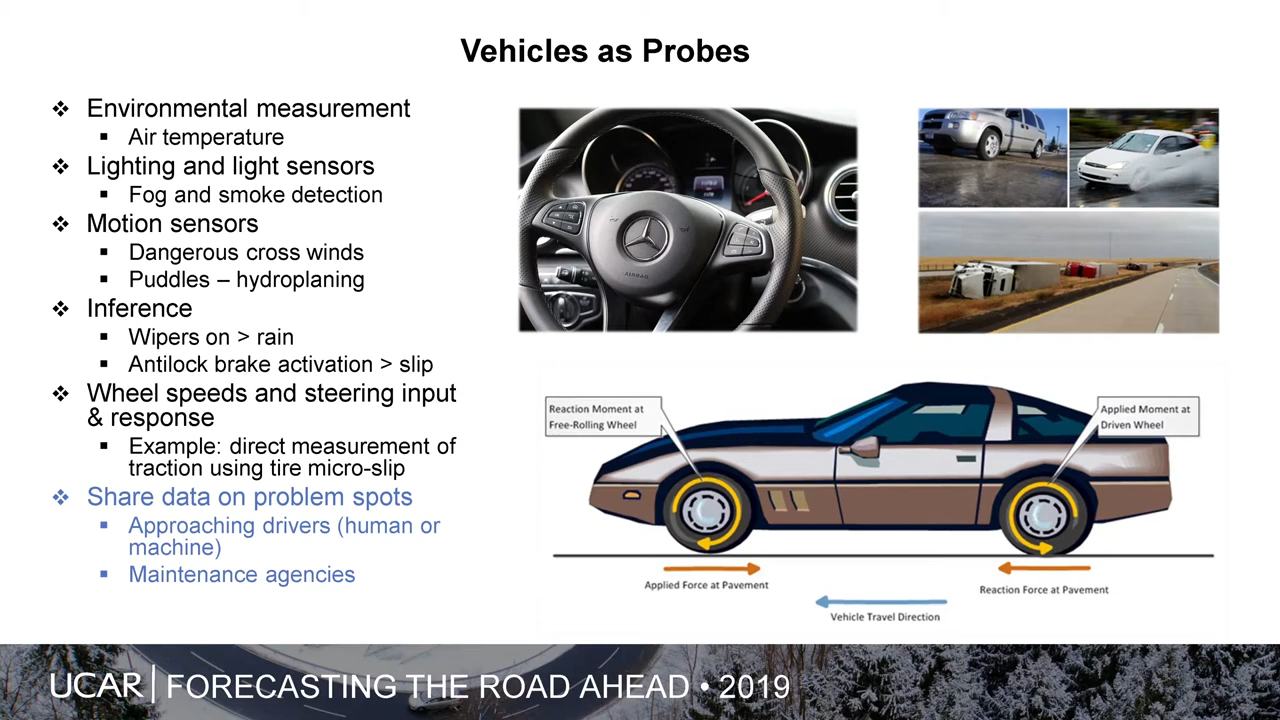 Vehicles as Probes
❖ Environmental measurement
▪ Air temperature
❖ Lighting and light sensors
▪ Fog and smoke detection
❖ Motion sensors
▪ Dangerous cross winds
▪ Puddles – hydroplaning
❖ Inference
▪ Wipers on > rain
▪ Antilock brake activation > slip
❖ Wheel speeds and steering input
& response
▪ Example: direct measurement of
traction using tire micro-slip
❖ Share data on problem spots
▪ Approaching drivers (human or
machine)
▪ Maintenance agencies
AIRBAG
Reaction Moment at
Free-Rolling Wheel
Applied Moment at
Driven Wheel
Applied Force at Pavement
Reaction Force at Pavement
Vehicle Travel Direction
UCAR | FORECASTING THE ROAD AHEAD • 2019